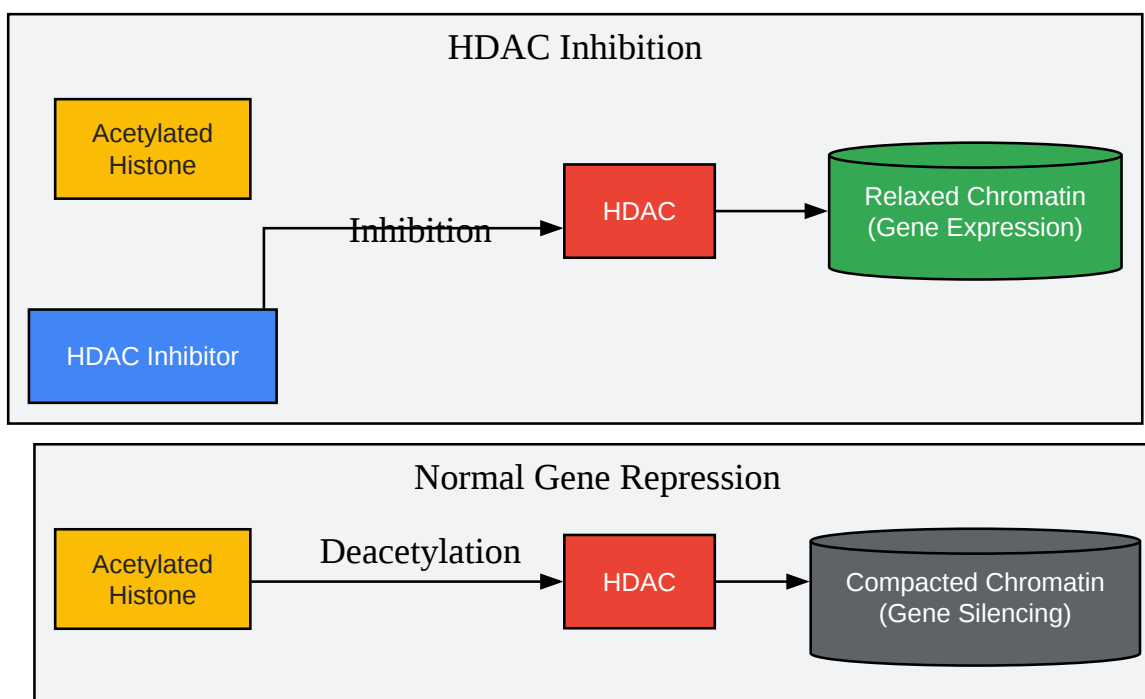 HDAC Inhibition
Acetylated
Histone
Inhibition
HDAC
Relaxed Chromatin
(Gene Expression)
HDAC Inhibitor
Normal Gene Repression
Acetylated
Histone
Deacetylation
HDAC
Compacted Chromatin
(Gene Silencing)